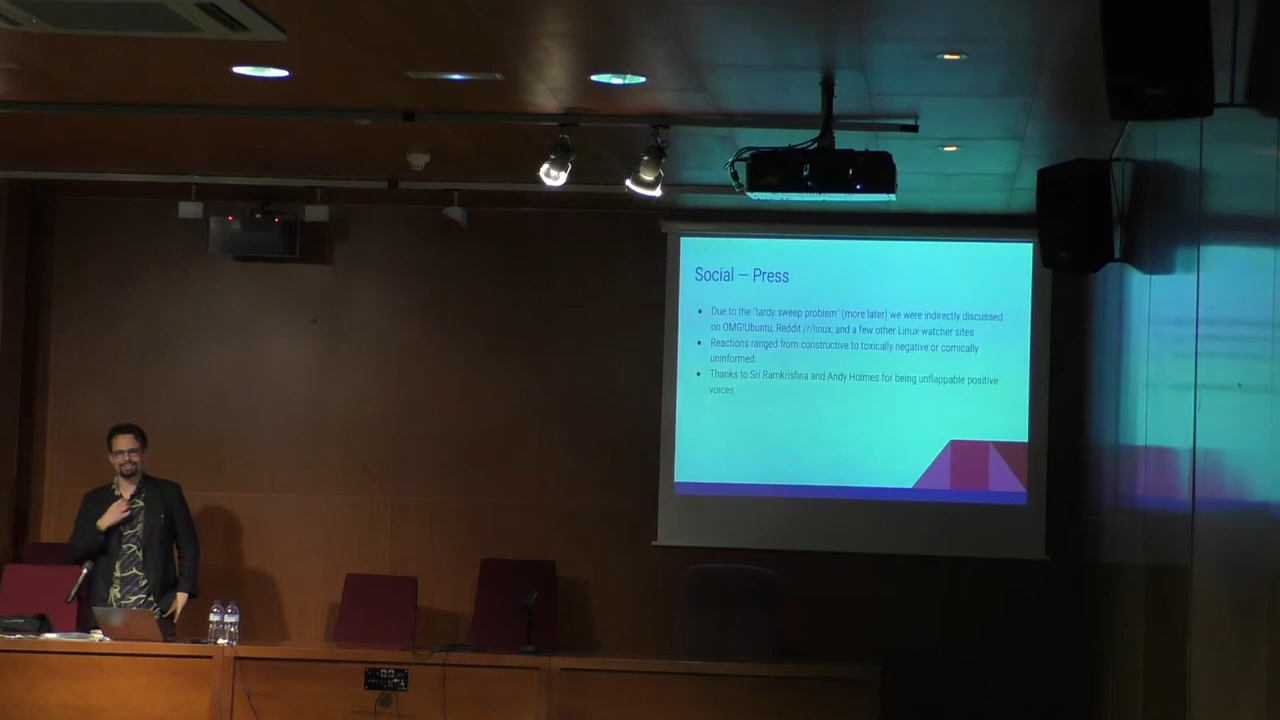 Social – Press
• Due to the "tardy sweep problem" (more later) we were indirectly discussed
on OMG!Ubuntu, Reddit /r/linux, and a few other Linux-watcher sites
• Reactions ranged from constructive to toxically negative or comically
uninformed
• Thanks to Sri Ramkrishna and Andy Holmes for being unflappable positive
voices